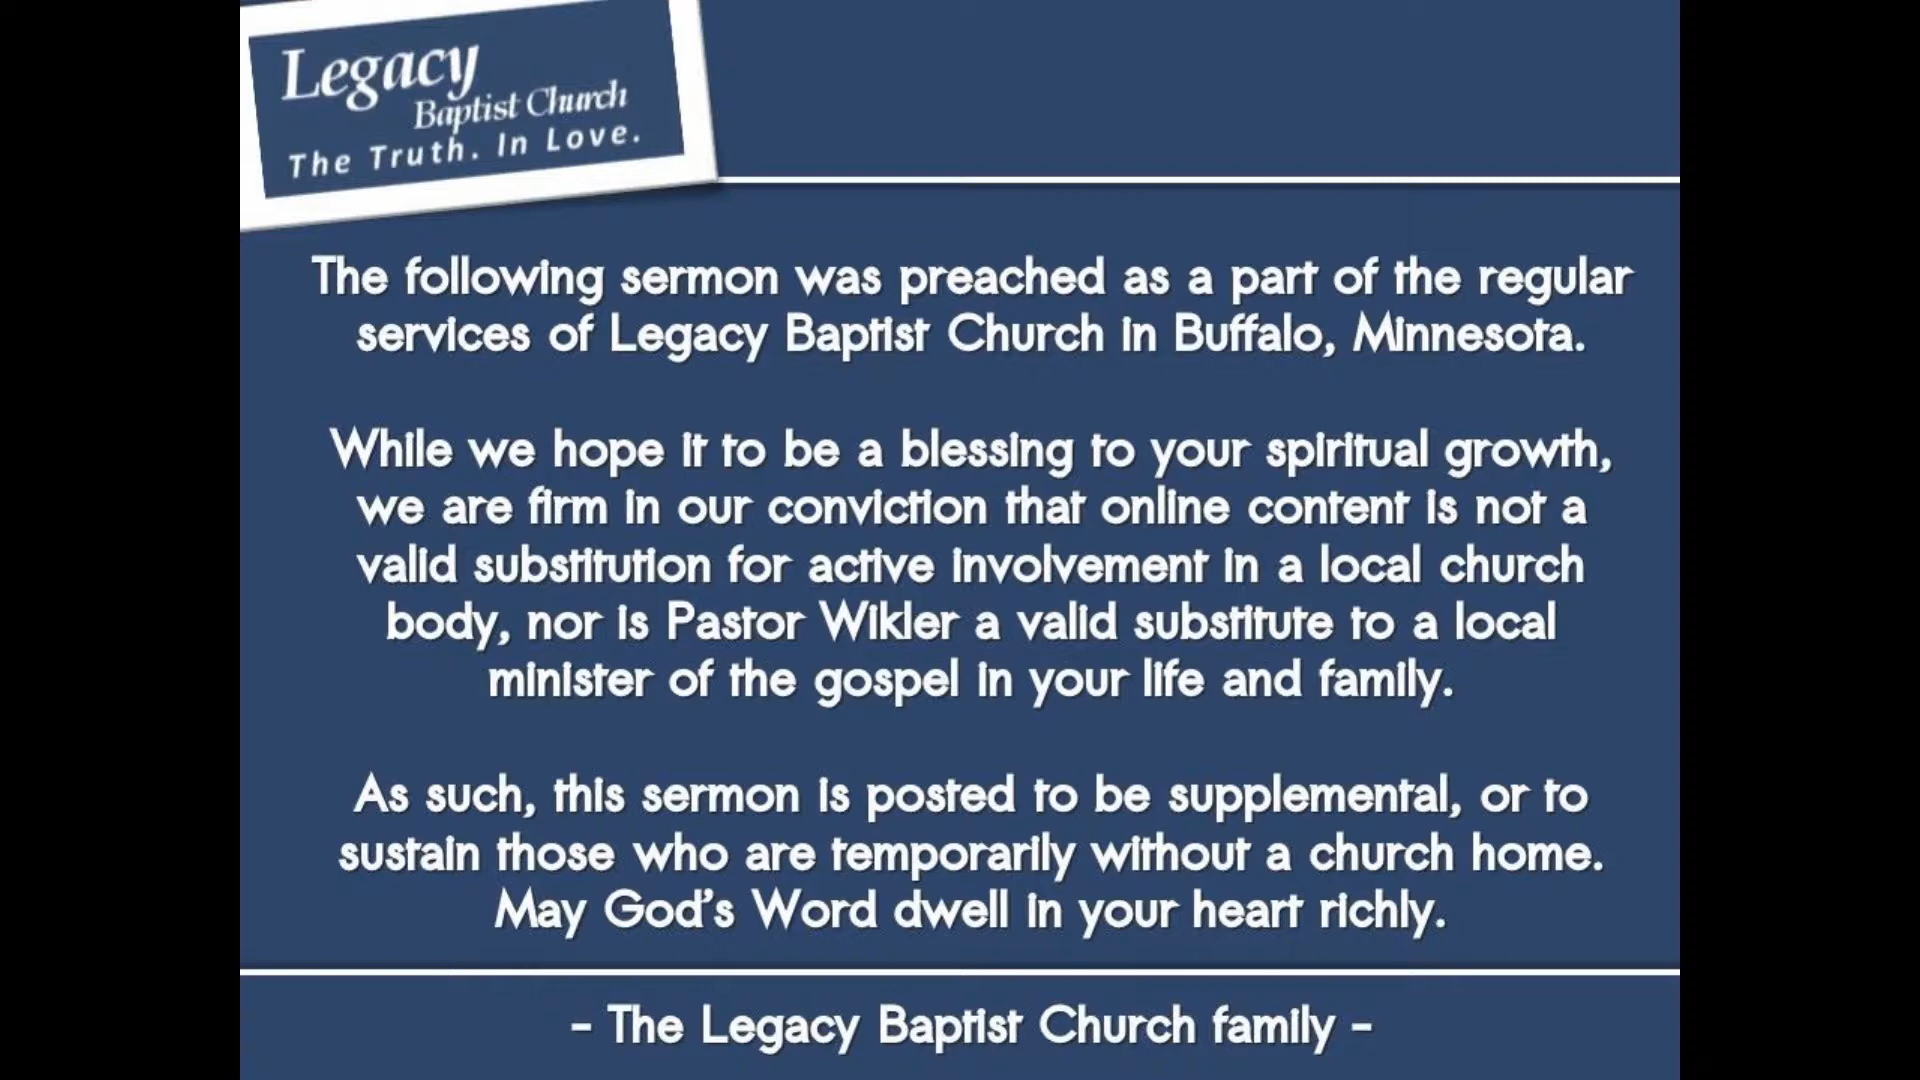 Legacy
Baptist Church
The Truth. In Love.
The following sermon was preached as a part of the regular
services of Legacy Baptist Church in Buffalo, Minnesota.
While we hope it to be a blessing to your spiritual growth,
we are firm in our conviction that online content is not a
valid substitution for active involvement in a local church
body, nor is Pastor Wikler a valid substitute to a local
minister of the gospel in your life and family.
As such, this sermon is posted to be supplemental, or to
sustain those who are temporarily without a church home.
May God's Word dwell in your heart richly.
- The Legacy Baptist Church family -